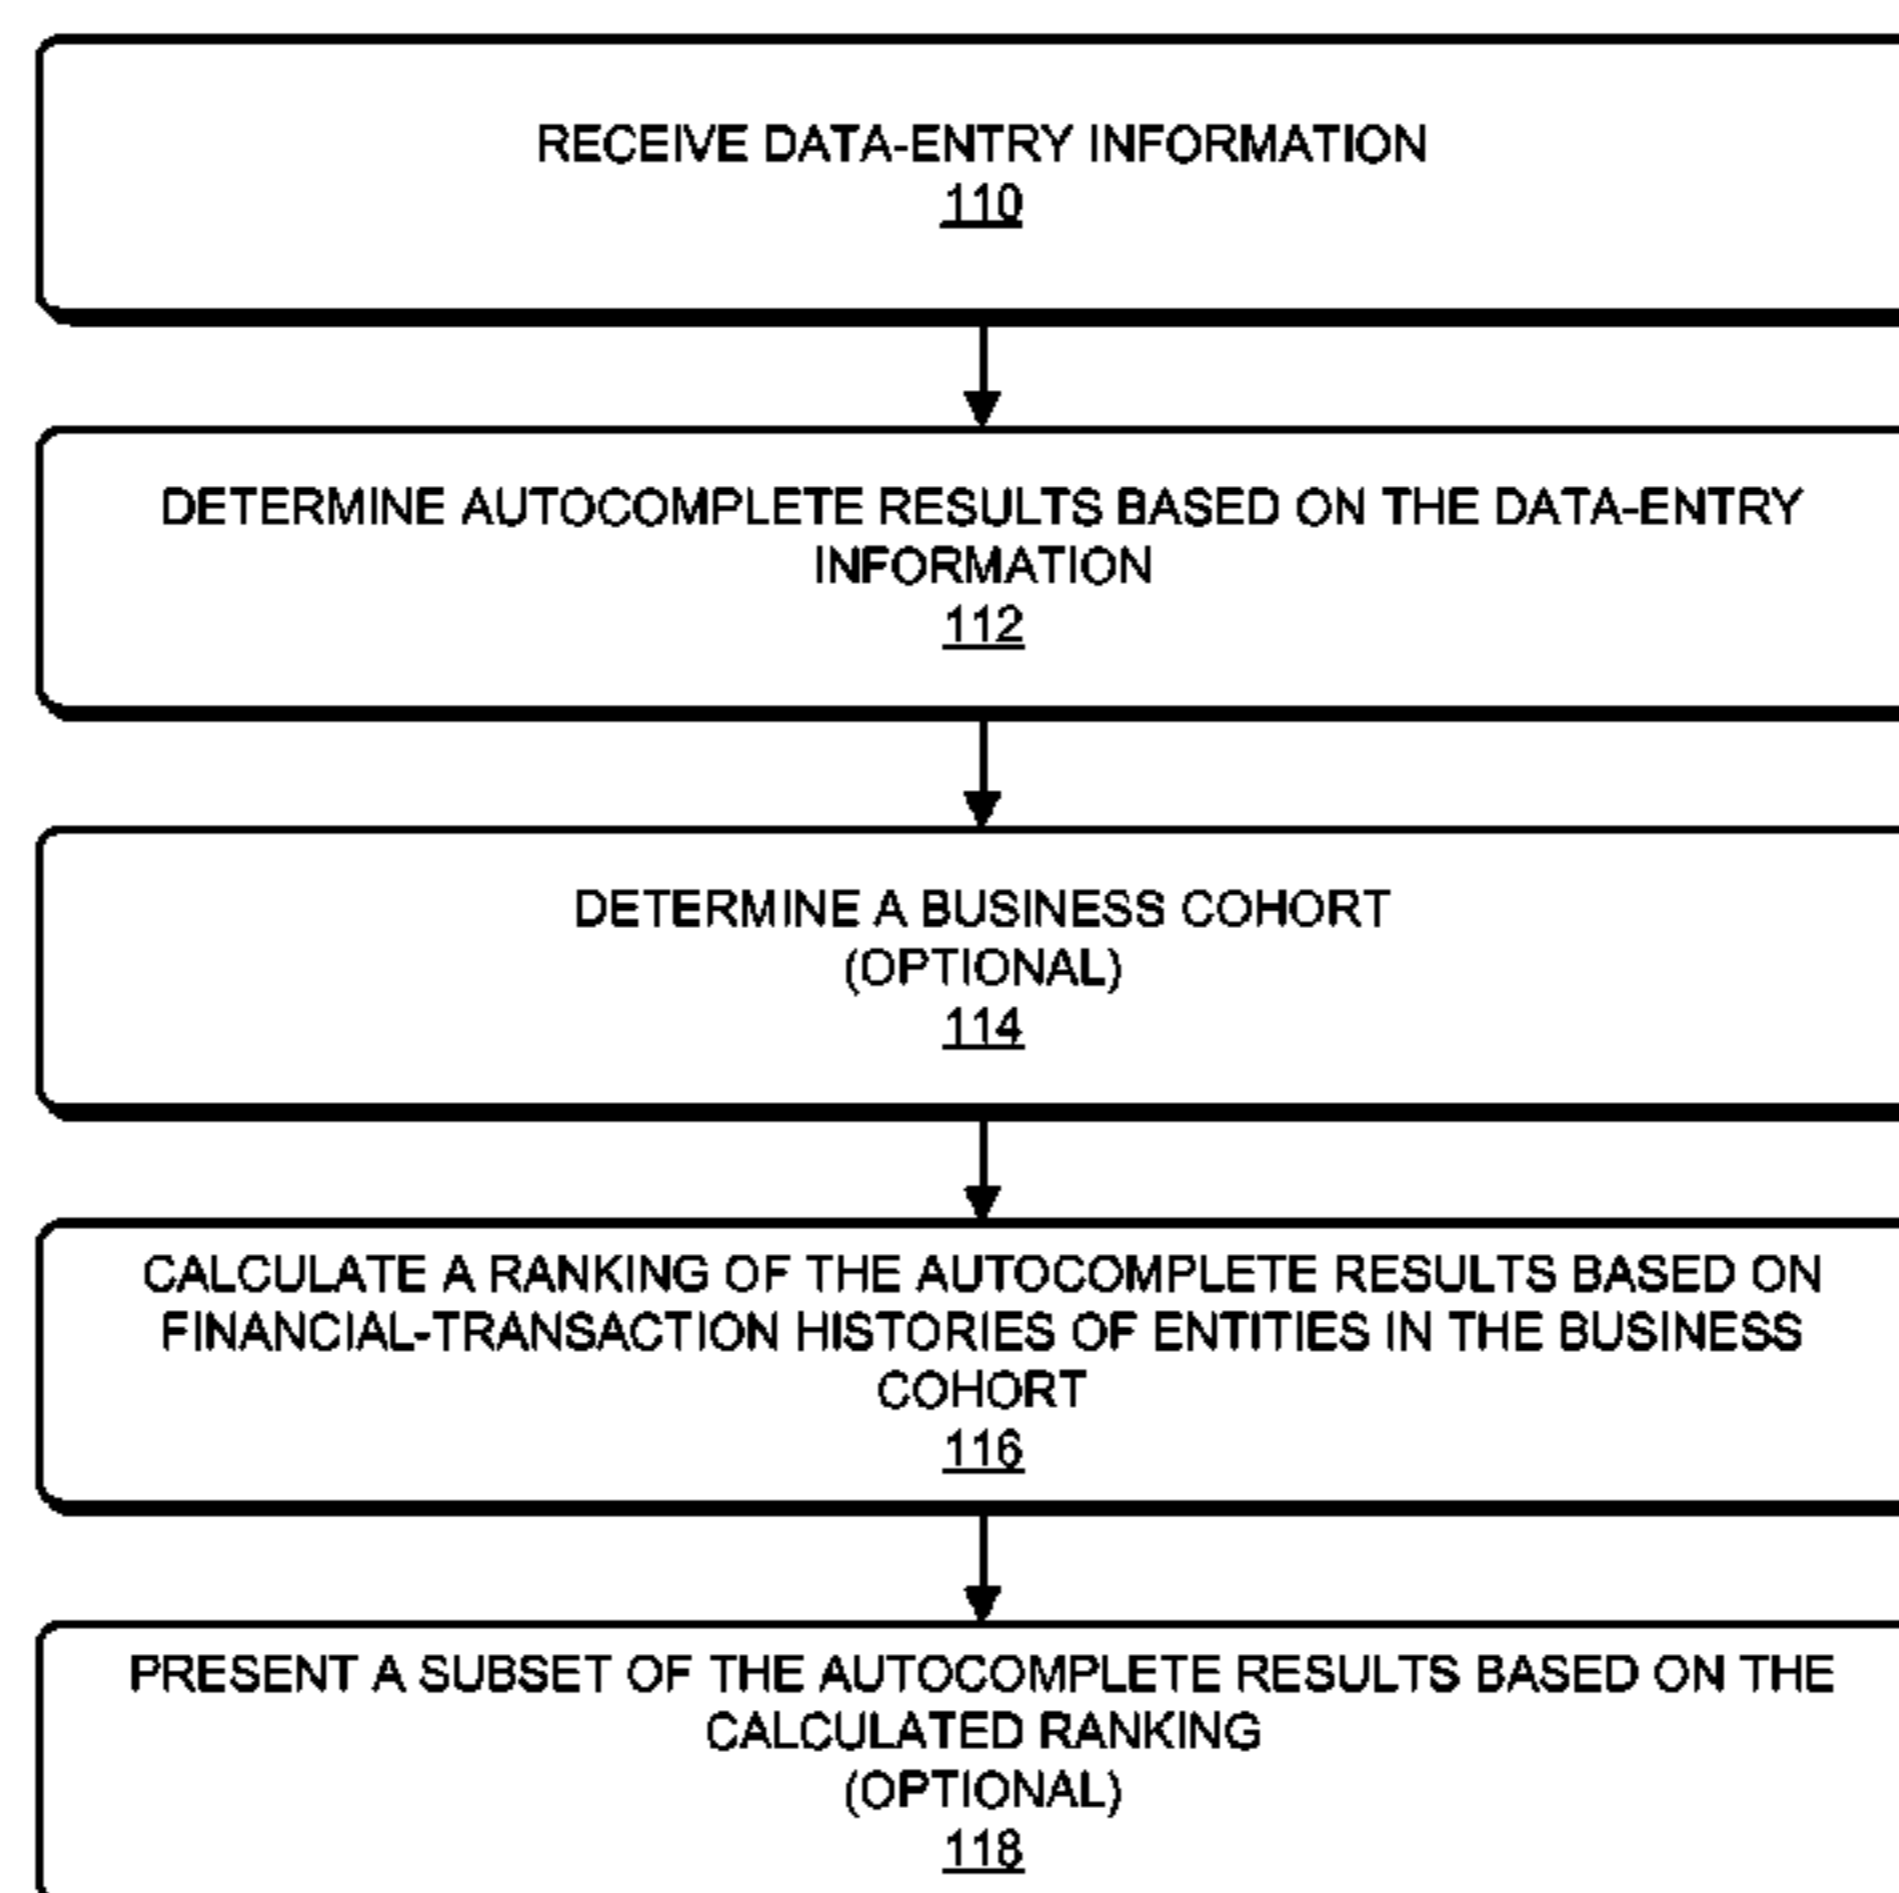 RECEIVE DATA-ENTRY INFORMATION
110
DETERMINE AUTOCOMPLETE RESULTS BASED ON THE DATA-ENTRY
INFORMATION
112
DETERMINE A BUSINESS COHORT
(OPTIONAL)
114
CALCULATE A RANKING OF THE AUTOCOMPLETE RESULTS BASED ON
FINANCIAL-TRANSACTION HISTORIES OF ENTITIES IN THE BUSINESS
COHORT
116
PRESENT A SUBSET OF THE AUTOCOMPLETE RESULTS BASED ON THE
CALCULATED RANKING
(OPTIONAL)
118